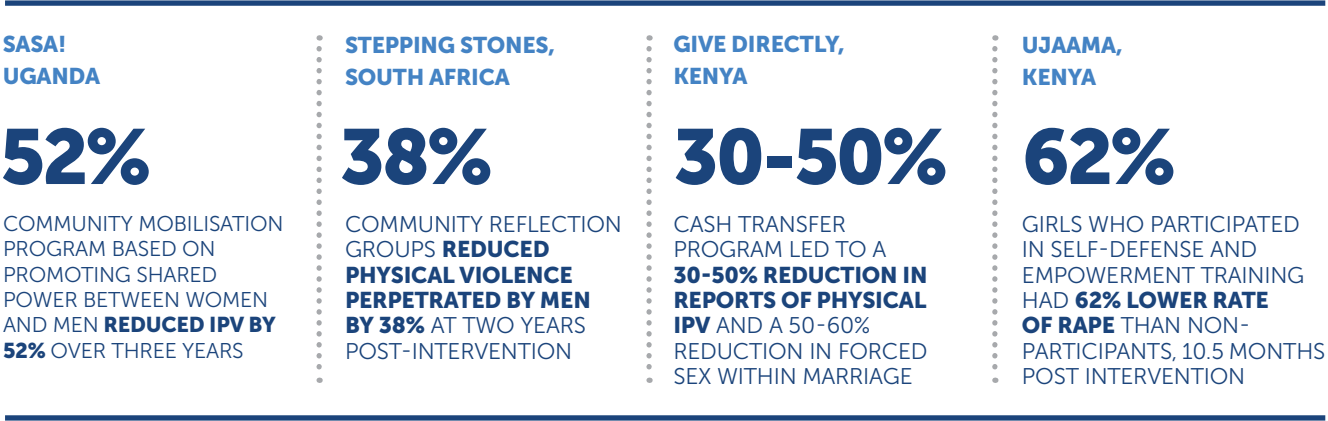 SASA!
UGANDA
52%
COMMUNITY MOBILISATION
PROGRAM BASED ON
PROMOTING SHARED
POWER BETWEEN WOMEN
AND MEN REDUCED IPV BY
52% OVER THREE YEARS
STEPPING STONES,
SOUTH AFRICA
38%
COMMUNITY REFLECTION
GROUPS REDUCED
PHYSICAL VIOLENCE
PERPETRATED BY MEN
BY 38% AT TWO YEARS
POST-INTERVENTION
GIVE DIRECTLY,
KENYA
30-50%
CASH TRANSFER
PROGRAM LED TO A
30-50% REDUCTION IN
REPORTS OF PHYSICAL
IPV AND A 50-60%
REDUCTION IN FORCED
SEX WITHIN MARRIAGE
UJAAMA,
KENYA
62%
GIRLS WHO PARTICIPATED
IN SELF-DEFENSE AND
EMPOWERMENT TRAINING
HAD 62% LOWER RATE
OF RAPE THAN NON-
PARTICIPANTS, 10.5 MONTHS
POST INTERVENTION